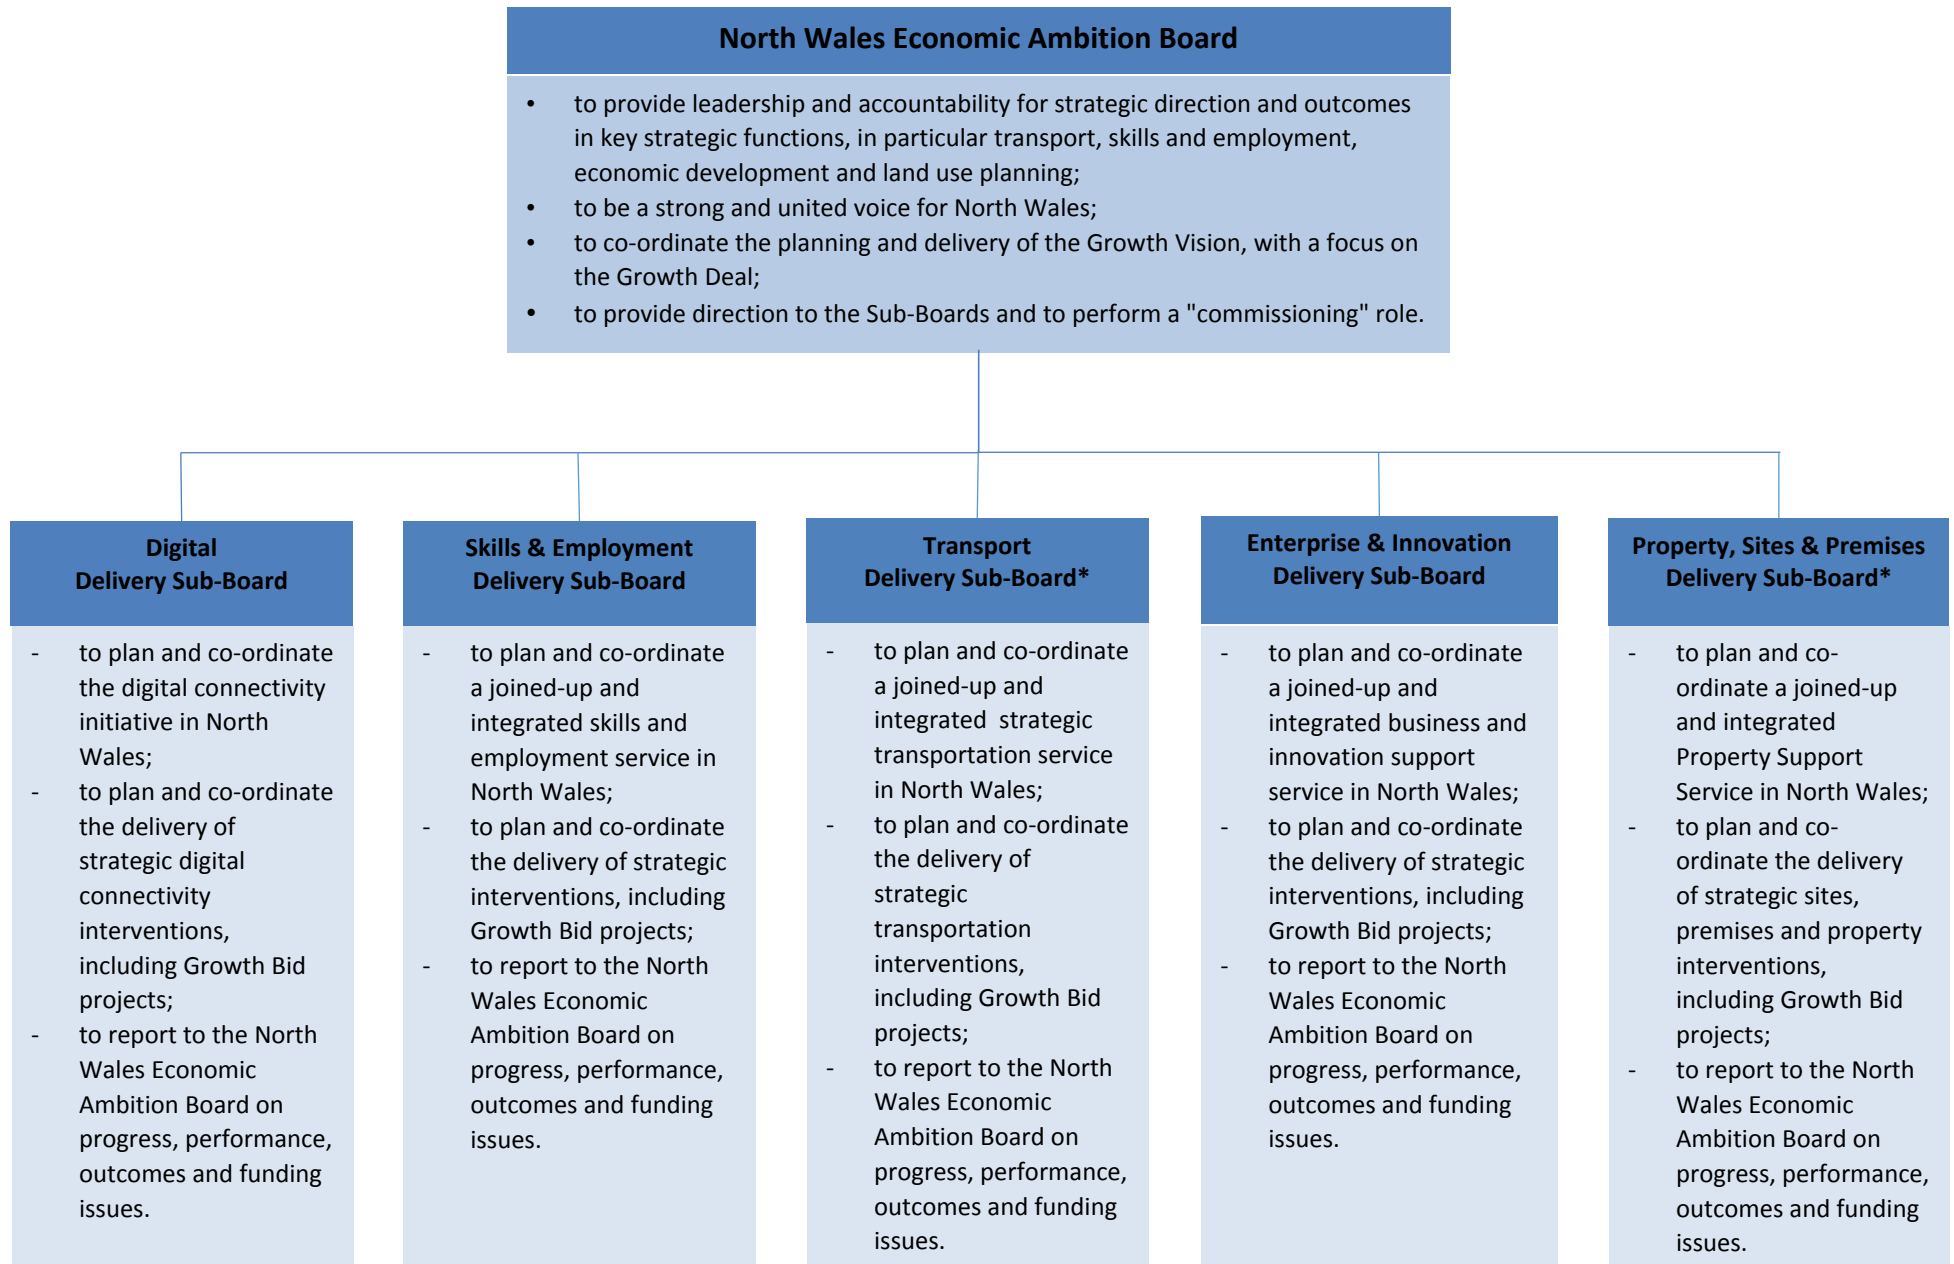 North Wales Economic Ambition Board
• to provide leadership and accountability for strategic direction and outcomes
in key strategic functions, in particular transport, skills and employment,
economic development and land use planning;
• to be a strong and united voice for North Wales;
• to co-ordinate the planning and delivery of the Growth Vision, with a focus on
the Growth Deal;
• to provide direction to the Sub-Boards and to perform a "commissioning" role.
Digital
Delivery Sub-Board
- to plan and co-ordinate
the digital connectivity
initiative in North
Wales;
- to plan and co-ordinate
the delivery of
strategic digital
connectivity
interventions,
including Growth Bid
projects;
- to report to the North
Wales Economic
Ambition Board on
progress, performance,
outcomes and funding
issues.
Skills & Employment
Delivery Sub-Board
- to plan and co-ordinate
a joined-up and
integrated skills and
employment service in
North Wales;
- to plan and co-ordinate
the delivery of strategic
interventions, including
Growth Bid projects;
- to report to the North
Wales Economic
Ambition Board on
progress, performance,
outcomes and funding
issues.
Transport
Delivery Sub-Board*
- to plan and co-ordinate
a joined-up and
integrated strategic
transportation service
in North Wales;
- to plan and co-ordinate
the delivery of
strategic
transportation
interventions,
including Growth Bid
projects;
- to report to the North
Wales Economic
Ambition Board on
progress, performance,
outcomes and funding
issues.
Enterprise & Innovation
Delivery Sub-Board
- to plan and co-ordinate
a joined-up and
integrated business and
innovation support
service in North Wales;
- to plan and co-ordinate
the delivery of strategic
interventions, including
Growth Bid projects;
- to report to the North
Wales Economic
Ambition Board on
progress, performance,
outcomes and funding
issues.
Property, Sites & Premises
Delivery Sub-Board*
- to plan and co-
ordinate a joined-up
and integrated
Property Support
Service in North Wales;
- to plan and co-
ordinate the delivery
of strategic sites,
premises and property
interventions,
including Growth Bid
projects;
- to report to the North
Wales Economic
Ambition Board on
progress, performance,
outcomes and funding
issues.